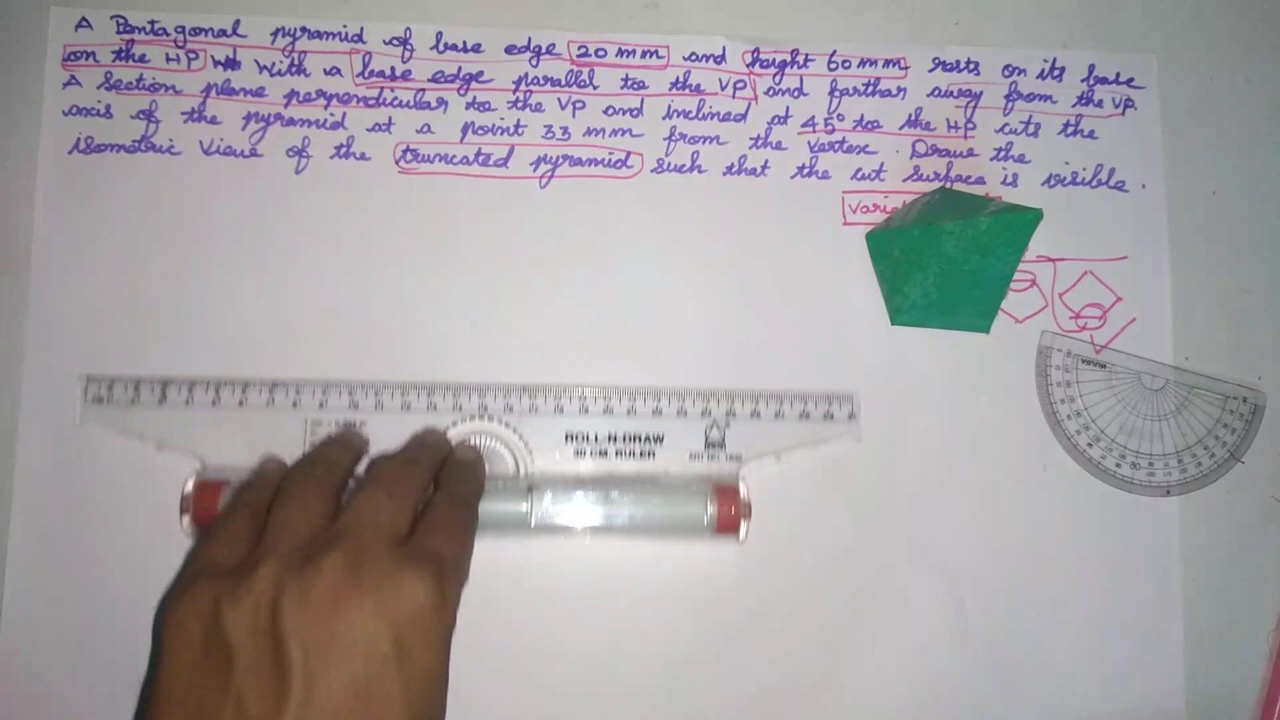 A Pentagonal pyramid of base edge 20 mm and height 60 mm rests on its base
on the HP with a base edge parallel to the VP and farthar away from the VP.
A section plane perpendicular to the VP and inclined at 45° to the HP cuts the
axis of the pyramid at a point 33 mm from the vertex. Draw the
isometric view of the truncated pyramid such that the cut surface is visible.
ROLL-N-DRAW
30 CM. RULER